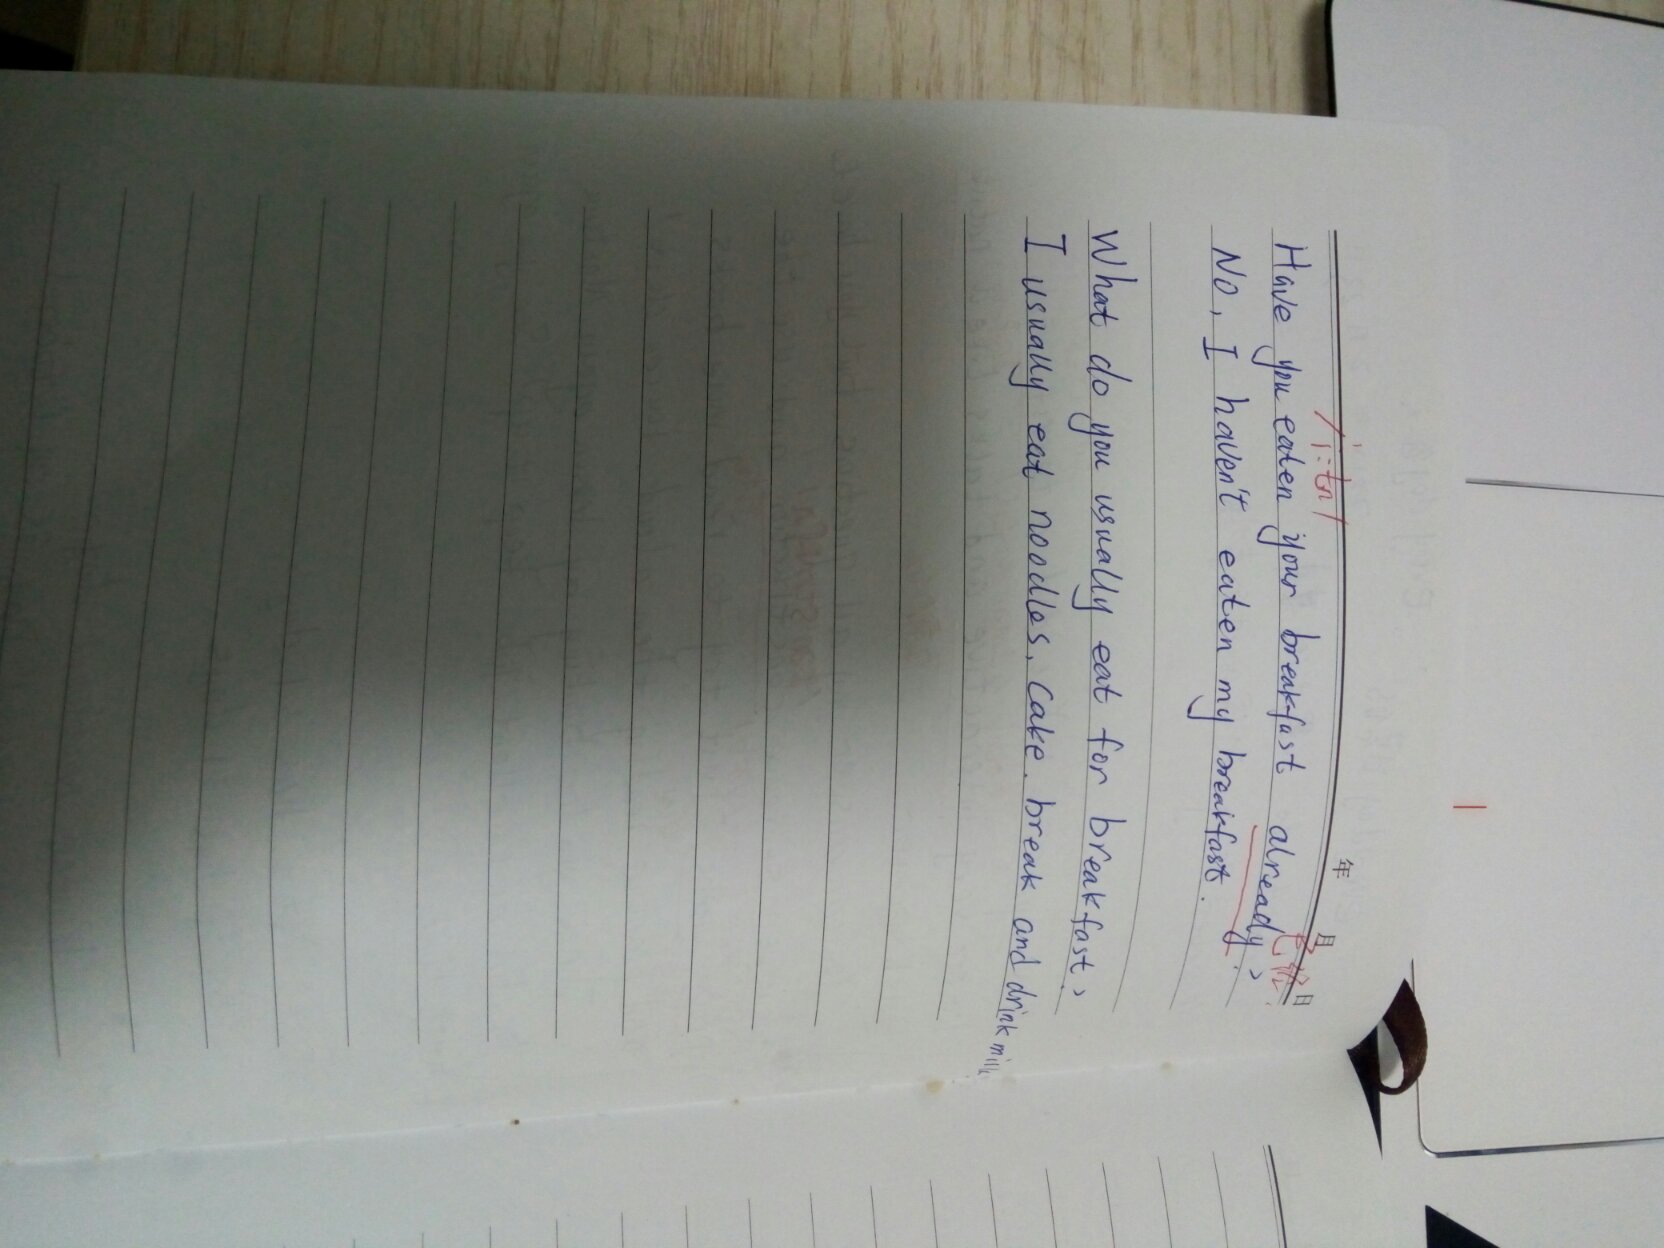 年 月 日
/i:tn/
已经
Have you eaten your breakfast already?
No, I haven't eaten my breakfast.
What do you usually eat for breakfast?
I usually eat noodles, cake, break and drink milk